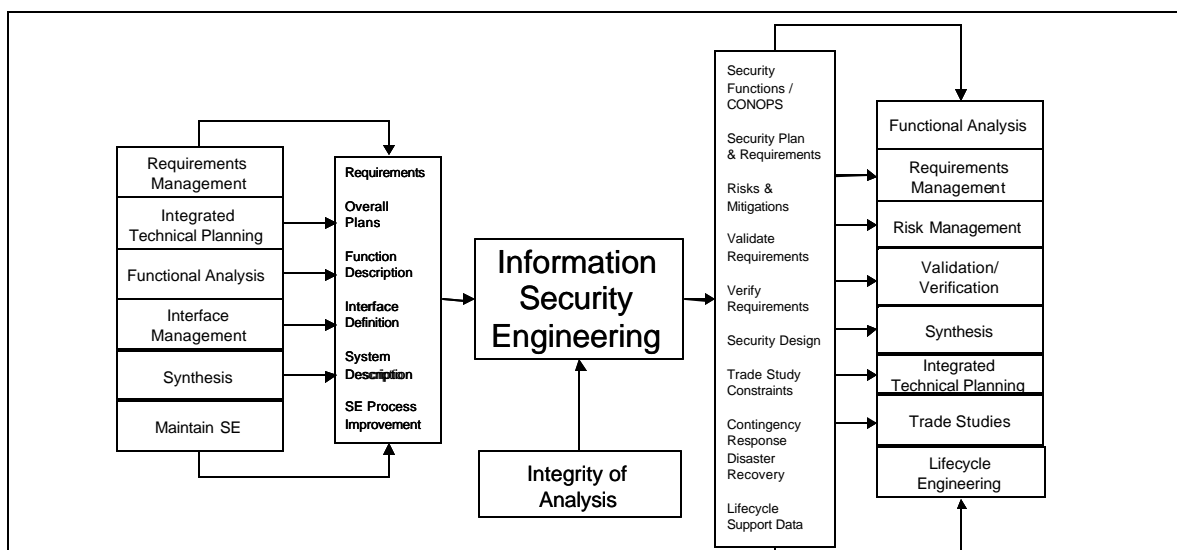 Requirements
Management
Integrated
Technical Planning
Functional Analysis
Interface
Management
Synthesis
Maintain SE
Requirements
Overall
Plans
Function
Description
Interface
Definition
System
Description
SE Process
Improvement
Information
Security
Engineering
Integrity of
Analysis
Security
Functions /
CONOPS
Security Plan
& Requirements
Risks &
Mitigations
Validate
Requirements
Verify
Requirements
Security Design
Trade Study
Constraints
Contingency
Response
Disaster
Recovery
Lifecycle
Support Data
Functional Analysis
Requirements
Management
Risk Management
Validation/
Verification
Synthesis
Integrated
Technical Planning
Trade Studies
Lifecycle
Engineering